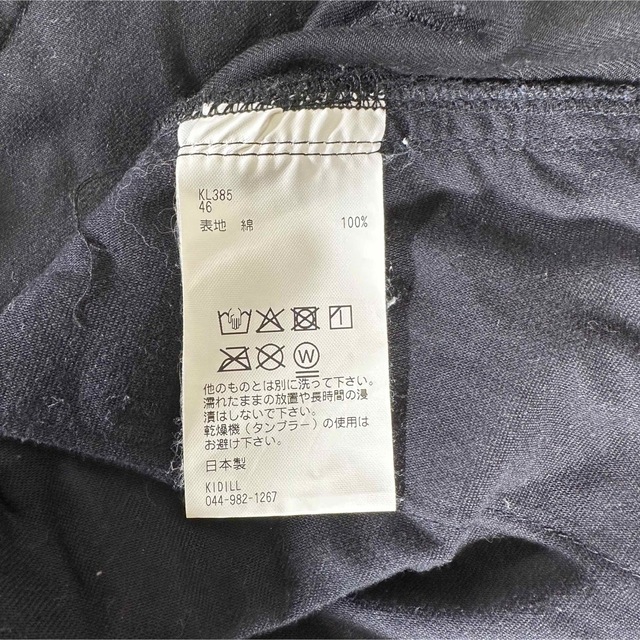 KL385
46
表地 綿 100%
W
他のものとは別に洗って下さい。
濡れたままの放置や長時間の浸
漬はしないで下さい。
乾燥機（タンブラー）の使用は
お避け下さい。
日本製
KIDILL
044-982-1267